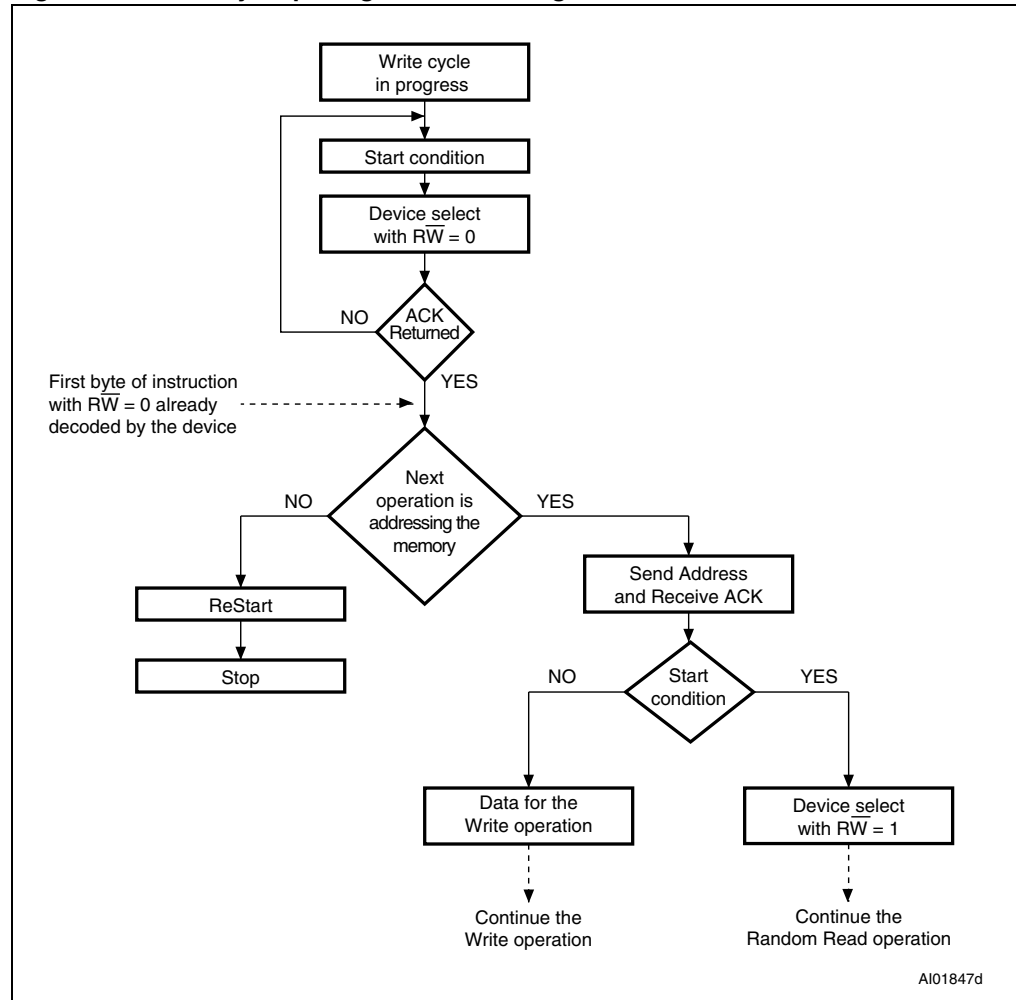 Write cycle
in progress
Start condition
Device select
with RW̅ = 0
ACK
Returned
NO
YES
First byte of instruction
with RW̅ = 0 already
decoded by the device
Next
operation is
addressing the
memory
NO
YES
ReStart
Stop
Send Address
and Receive ACK
Start
condition
NO
YES
Data for the
Write operation
Device select
with RW̅ = 1
Continue the
Write operation
Continue the
Random Read operation
AI01847d